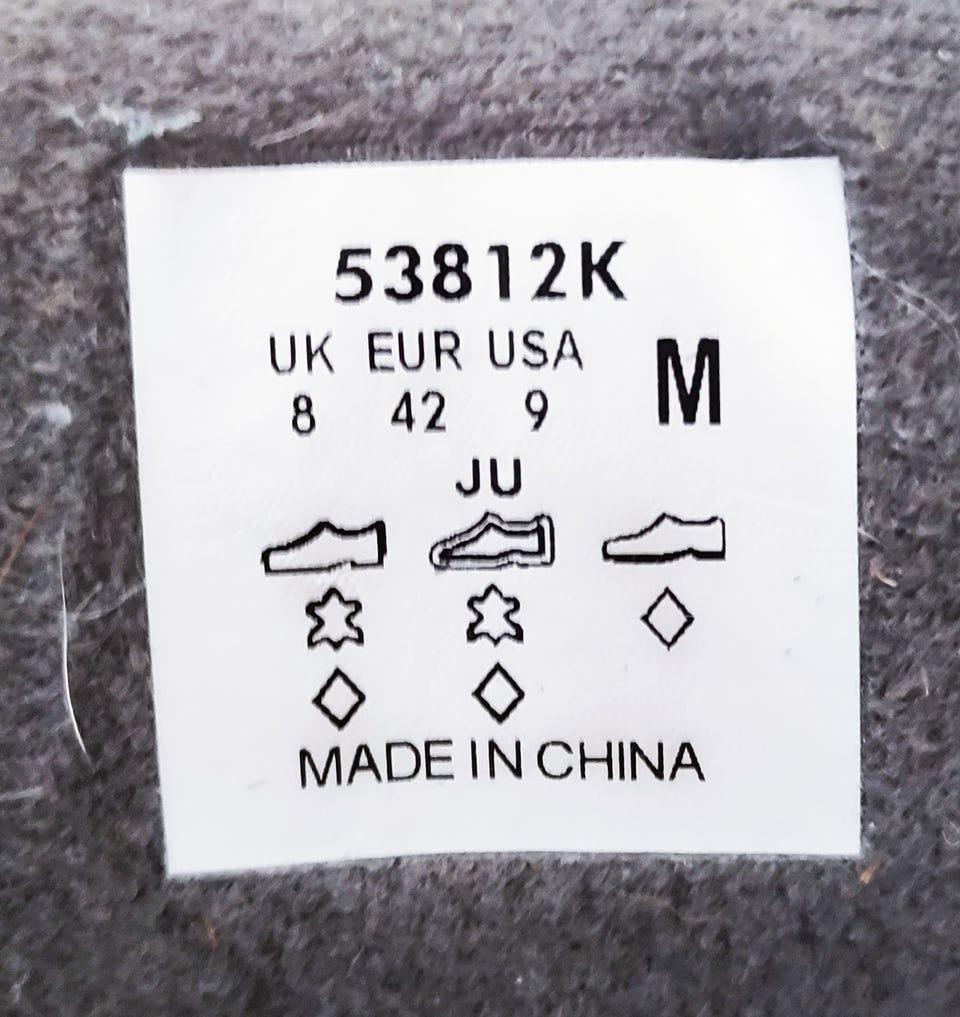 53812K
UK EUR USA M
8 42 9
JU
MADE IN CHINA